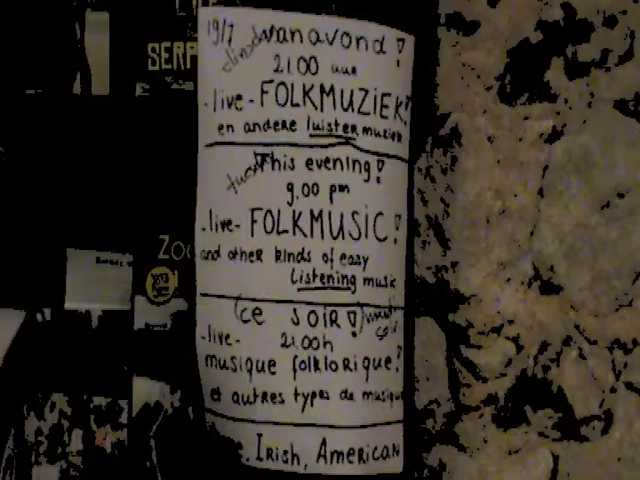 SERP
19/7 vanavond!
dinsd
21.00 uur
-live- FOLKMUZIEK!
en andere luistermuziek
This evening!
9.00 pm
-live- FOLKMUSIC!
and other kinds of easy
Listening music
(ce SOIR!)
-live- 21.00h
musique folklorique!
et autres types de musique
Irish, American
Zo